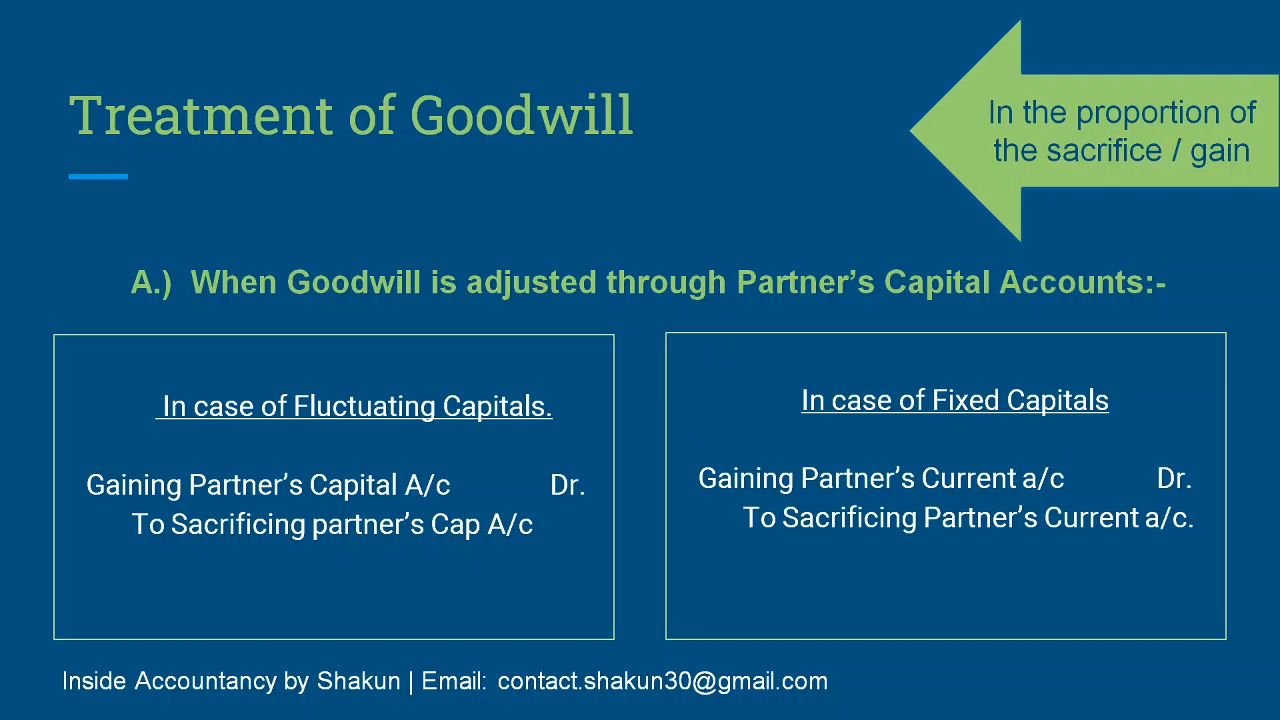 Treatment of Goodwill
In the proportion of
the sacrifice / gain
A.) When Goodwill is adjusted through Partner’s Capital Accounts:-
In case of Fluctuating Capitals.
Gaining Partner’s Capital A/c Dr.
To Sacrificing partner’s Cap A/c
In case of Fixed Capitals
Gaining Partner’s Current a/c Dr.
To Sacrificing Partner’s Current a/c.
Inside Accountancy by Shakun | Email: contact.shakun30@gmail.com